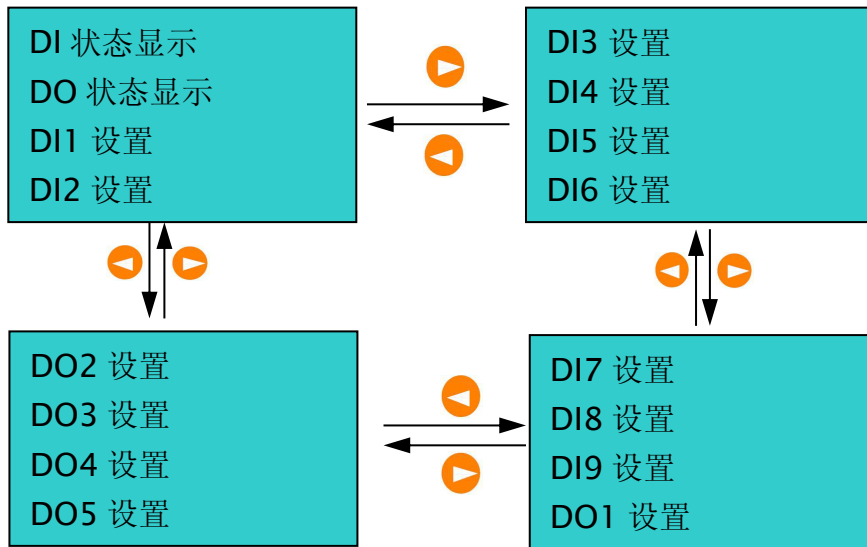 DI 状态显示
DO 状态显示
DI1 设置
DI2 设置
DI3 设置
DI4 设置
DI5 设置
DI6 设置
DO2 设置
DO3 设置
DO4 设置
DO5 设置
DI7 设置
DI8 设置
DI9 设置
DO1 设置